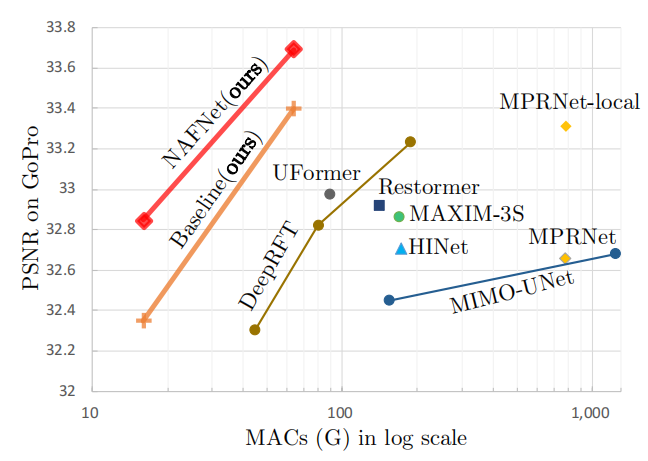 33.8
33.6
33.4
33.2
33
32.8
32.6
32.4
32.2
32
PSNR on GoPro
NAFNet(ours)
Baseline(ours)
DeepRFT
UFormer
Restormer
MAXIM-3S
HINet
MPRNet-local
MPRNet
MIMO-UNet
10
100
1,000
MACs (G) in log scale